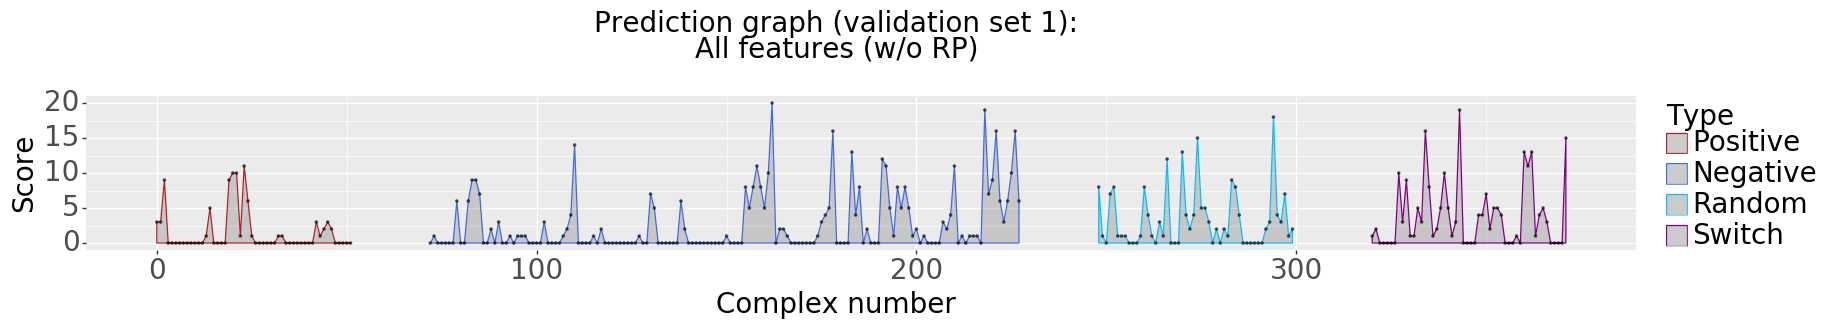 Prediction graph (validation set 1):
All features (w/o RP)
Score
20
15
10
5
0
0 100 200 300
Complex number
Type
Positive
Negative
Random
Switch